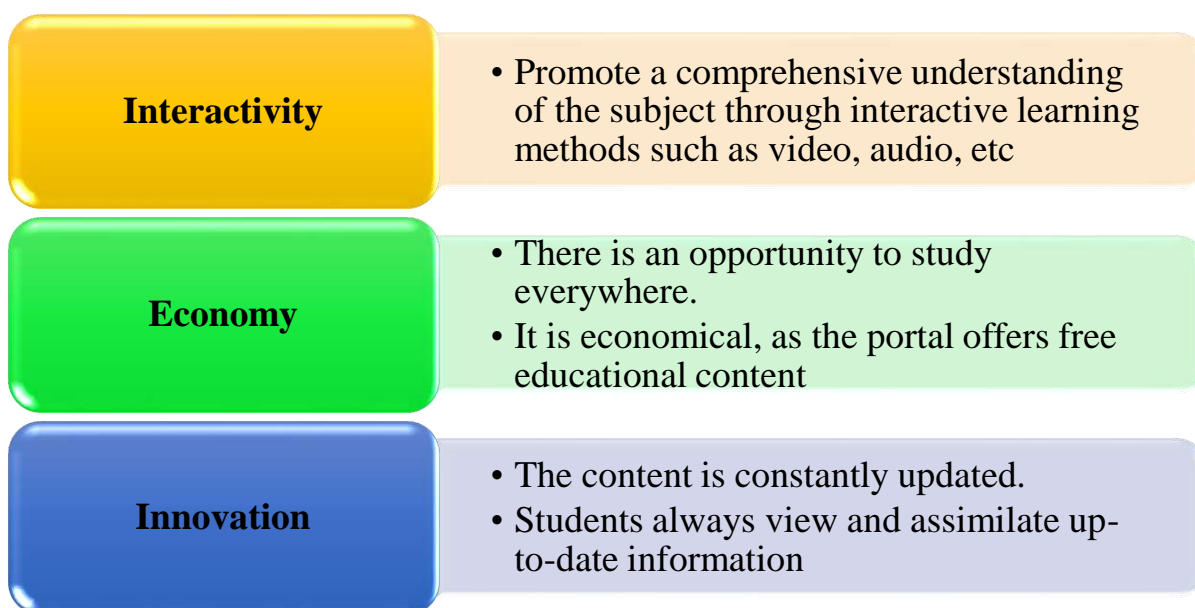 Interactivity
• Promote a comprehensive understanding
of the subject through interactive learning
methods such as video, audio, etc
Economy
• There is an opportunity to study
everywhere.
• It is economical, as the portal offers free
educational content
Innovation
• The content is constantly updated.
• Students always view and assimilate up-
to-date information